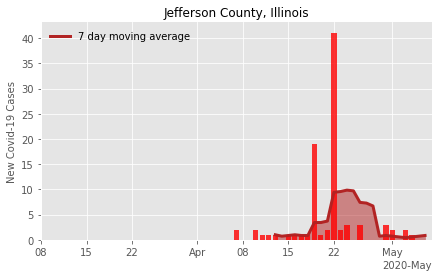 Jefferson County, Illinois
7 day moving average
New Covid-19 Cases
40
35
30
25
20
15
10
5
0
08 15 22 Apr 08 15 22 May
2020-May